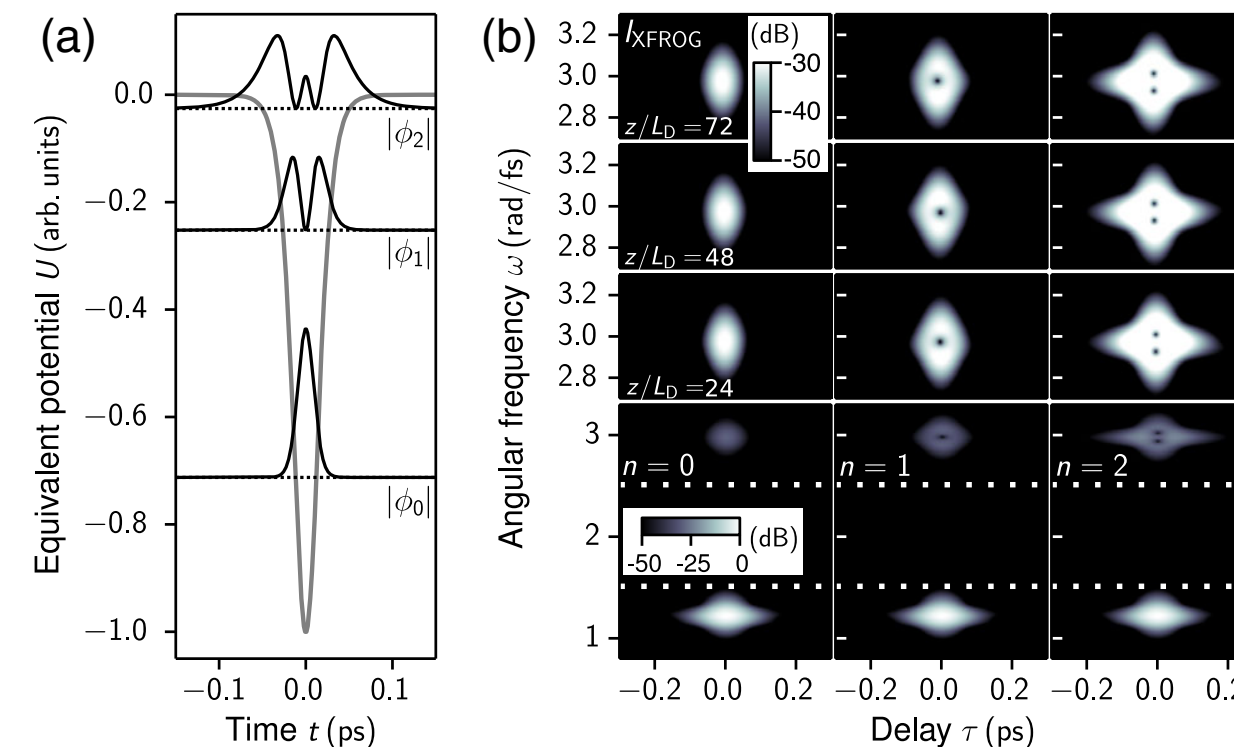 (a)
Equivalent potential U (arb. units)
0.0
−0.2
−0.4
−0.6
−0.8
−1.0
|ϕ2|
|ϕ1|
|ϕ0|
−0.1 0.0 0.1
Time t (ps)
(b)
Angular frequency ω (rad/fs)
3.2
3.0
2.8
IXFROG
(dB)
-30
-40
-50
z/LD =72
3.2
3.0
2.8
z/LD =48
3.2
3.0
2.8
z/LD =24
3
2
1
n = 0 n = 1 n = 2
-50 -25 0
(dB)
−0.2 0.0 0.2 −0.2 0.0 0.2 −0.2 0.0 0.2
Delay τ (ps)